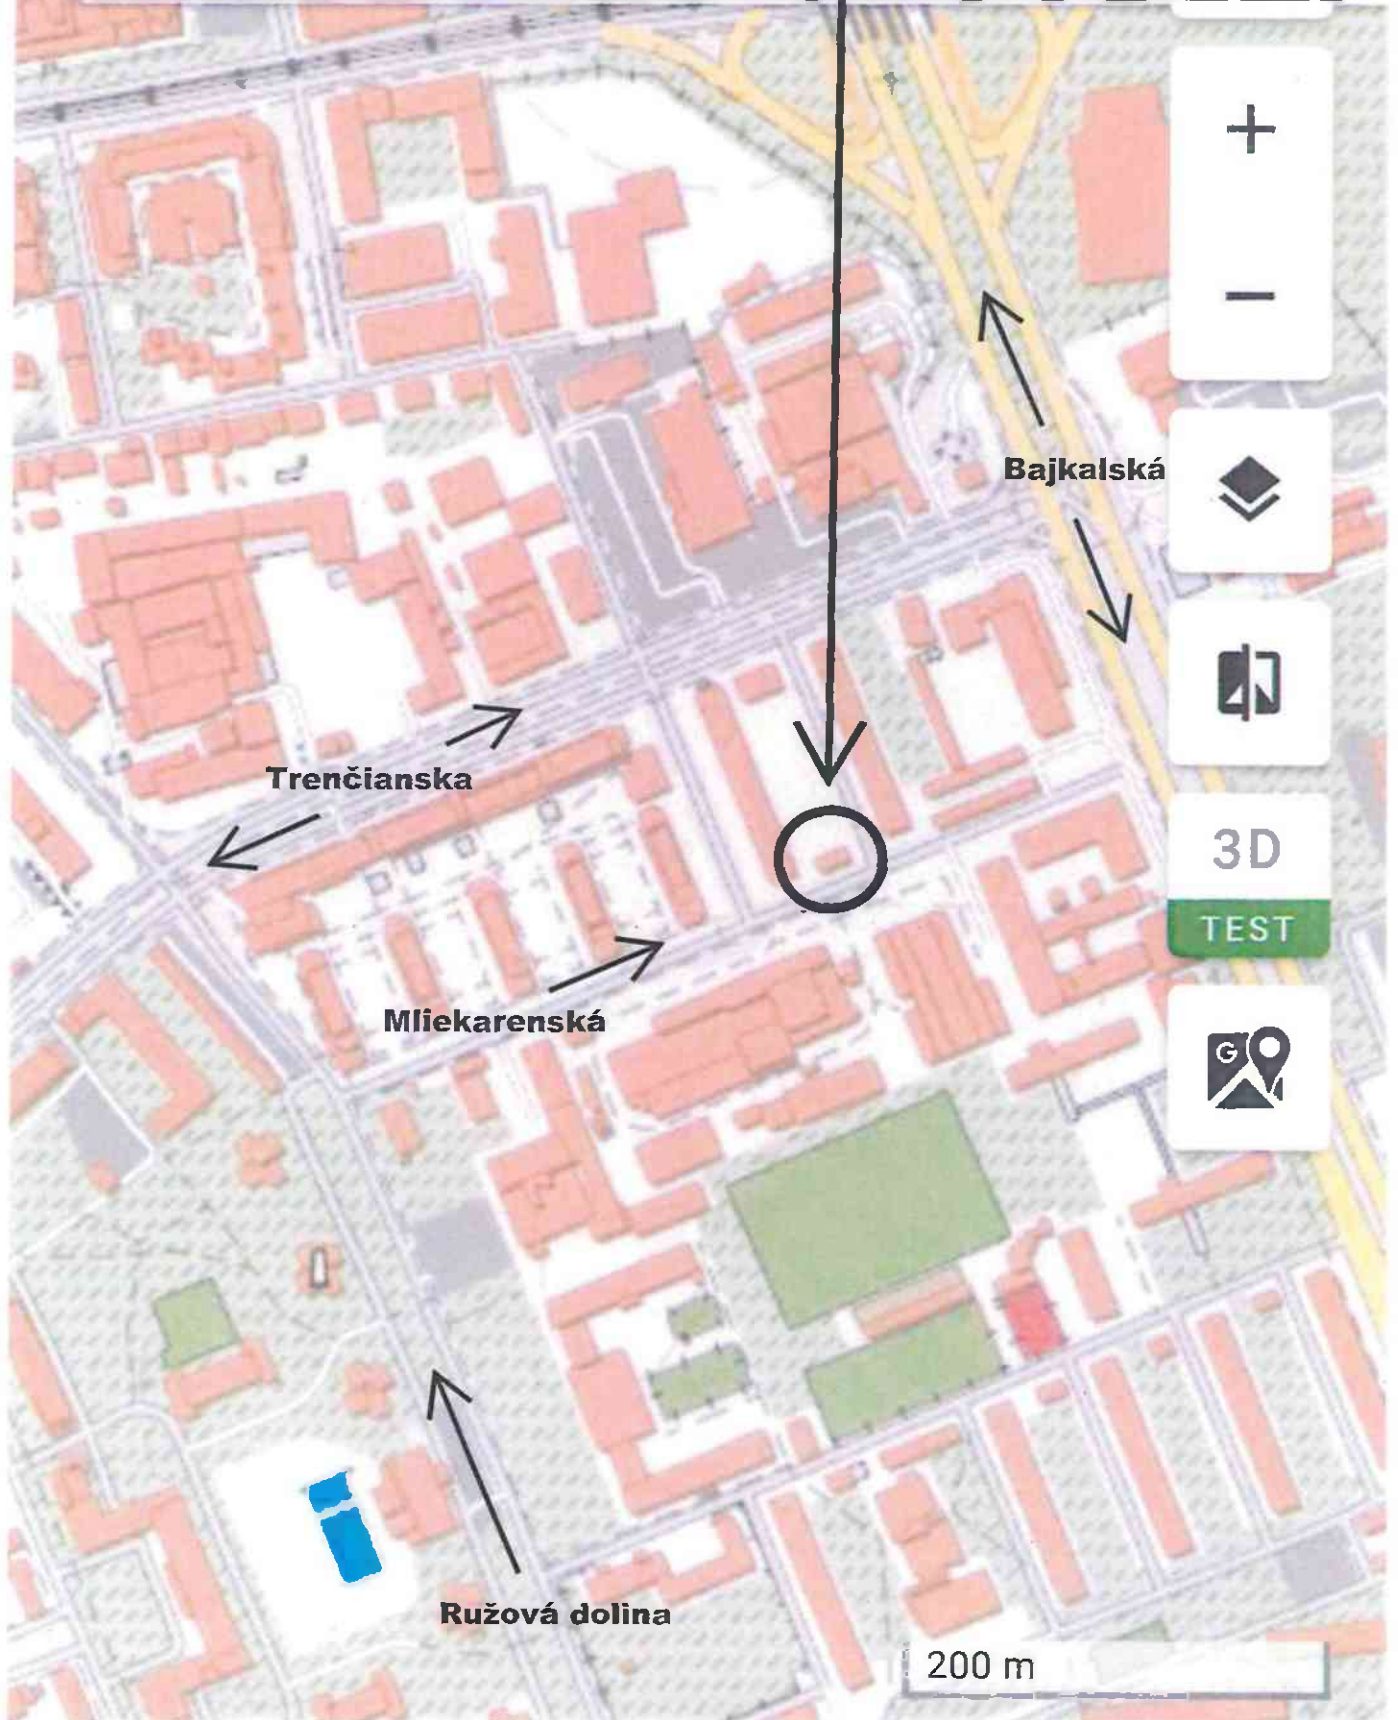 +
−
Bajkalská
Trenčianska
3D
TEST
Mliekarenská
G
Ružová dolina
200 m